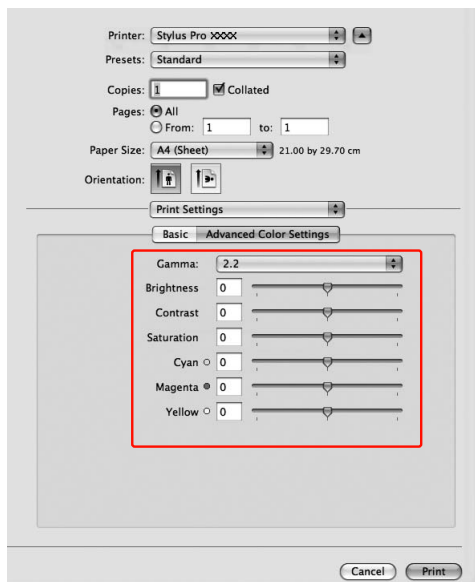 Printer: Stylus Pro XXXX
Presets: Standard
Copies: 1 Collated
Pages: All
From: 1 to: 1
Paper Size: A4 (Sheet) 21.00 by 29.70 cm
Orientation:
Print Settings
Basic Advanced Color Settings
Gamma: 2.2
Brightness 0
Contrast 0
Saturation 0
Cyan 0
Magenta 0
Yellow 0
Cancel Print